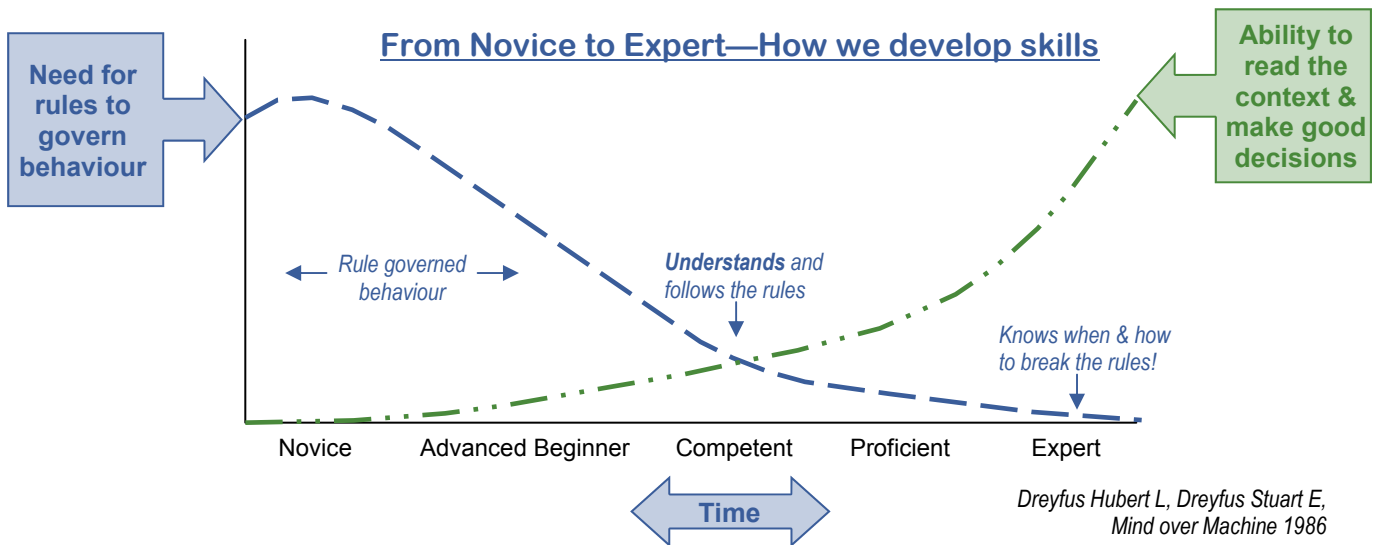 From Novice to Expert—How we develop skills
Need for
rules to
govern
behaviour
Ability to
read the
context &
make good
decisions
Rule governed
behaviour
Understands and
follows the rules
Knows when & how
to break the rules!
Novice
Advanced Beginner
Competent
Proficient
Expert
Time
Dreyfus Hubert L, Dreyfus Stuart E,
Mind over Machine 1986